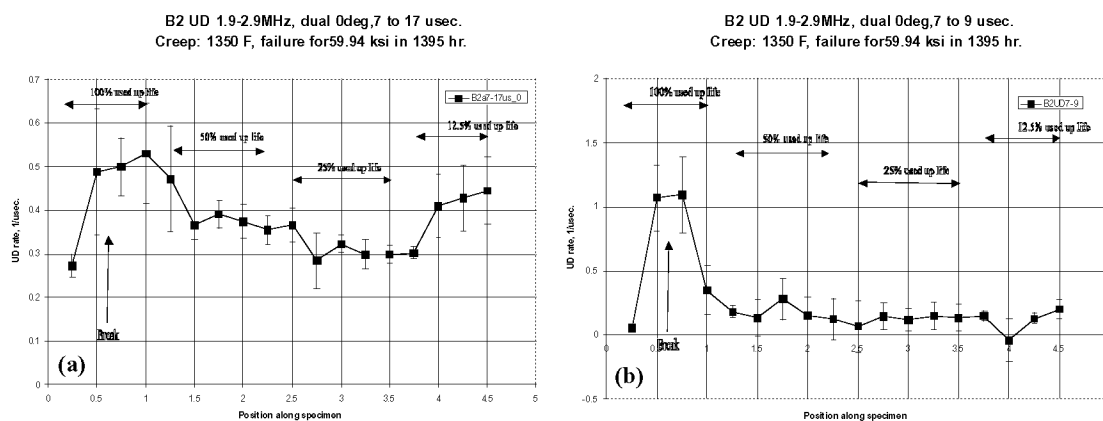 B2 UD 1.9-2.9MHz, dual 0deg,7 to 17 usec.
Creep: 1350 F, failure for59.94 ksi in 1395 hr.
0.7
0.6
0.5
0.4
0.3
0.2
0.1
0
UD rate, 1/usec.
100% used up life
50% used up life
25% used up life
12.5% used up life
B2a7-17us_0
Break
(a)
0 0.5 1 1.5 2 2.5 3 3.5 4 4.5 5
Position along specimen
B2 UD 1.9-2.9MHz, dual 0deg,7 to 9 usec.
Creep: 1350 F, failure for59.94 ksi in 1395 hr.
2
1.5
1
0.5
0
-0.5
UD rate, 1/usec.
100% used up life
50% used up life
25% used up life
12.5% used up life
B2UD7-9
Break
(b)
0 0.5 1 1.5 2 2.5 3 3.5 4 4.5
Position along specimen